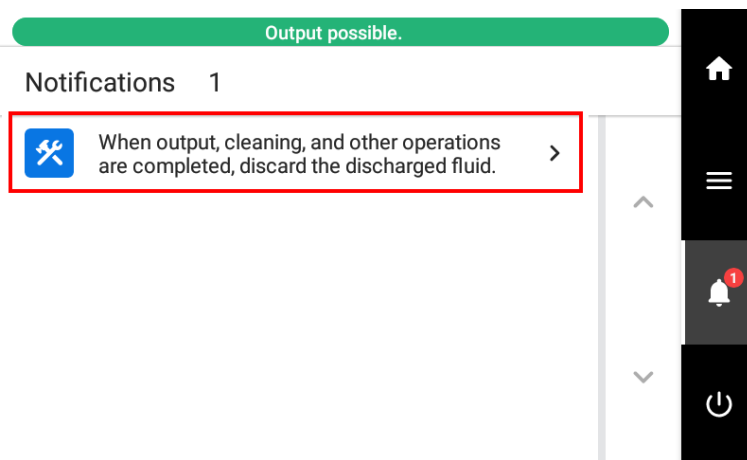 Output possible.
Notifications 1
When output, cleaning, and other operations
are completed, discard the discharged fluid.
1